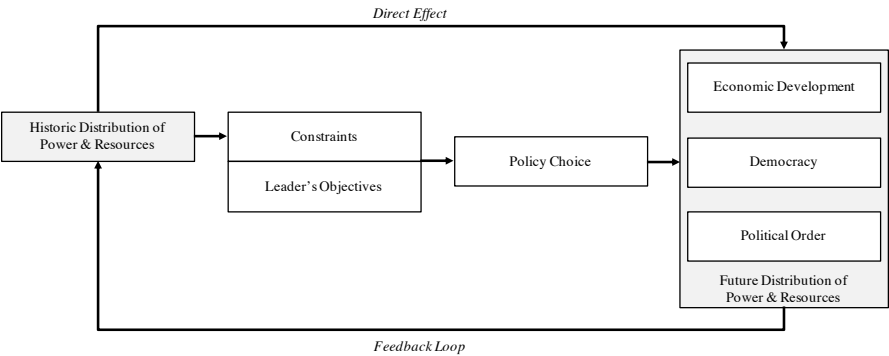 Direct Effect
Historic Distribution of
Power & Resources
Constraints
Leader's Objectives
Policy Choice
Economic Development
Democracy
Political Order
Future Distribution of
Power & Resources
Feedback Loop